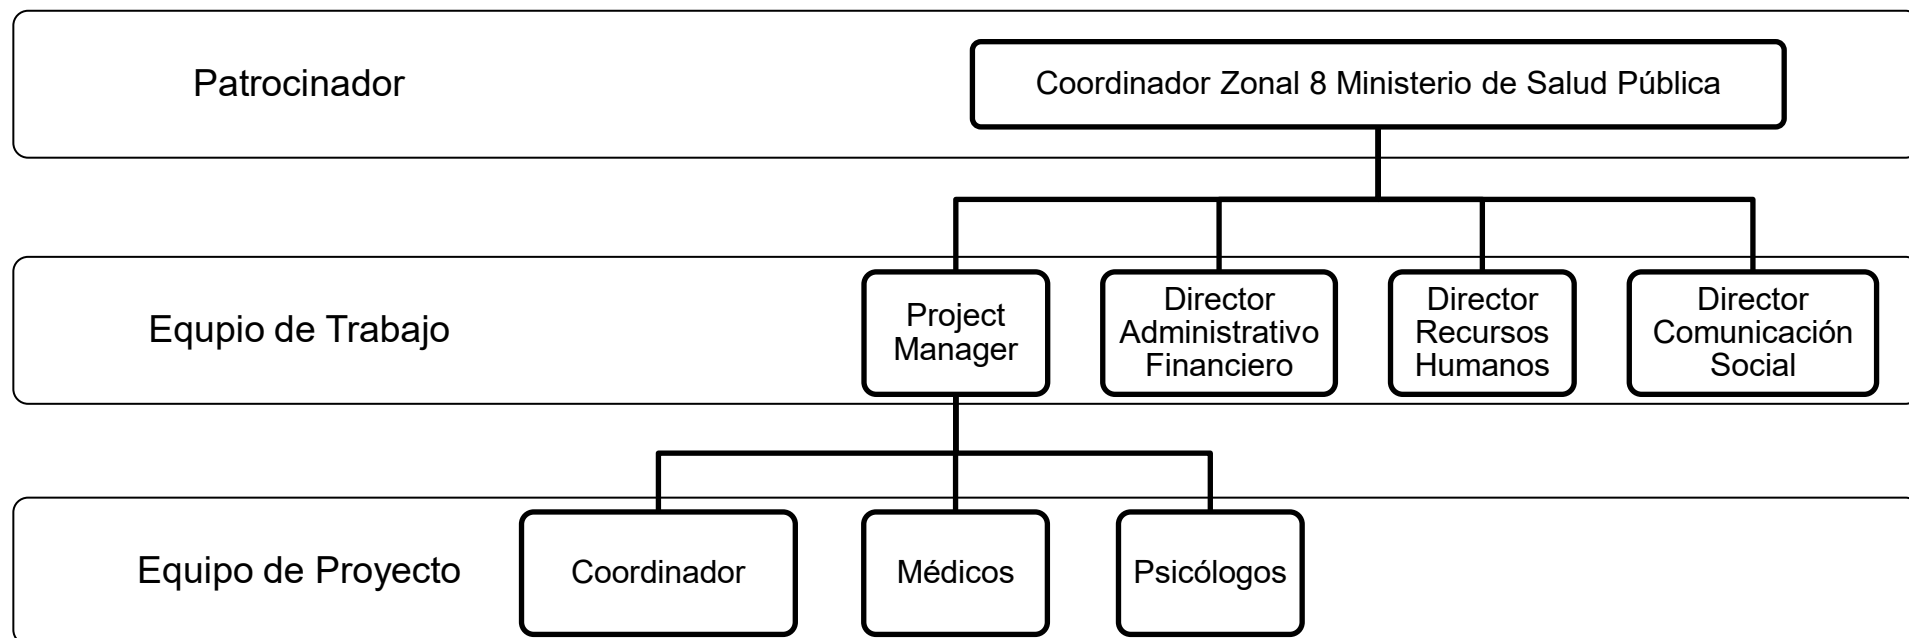 Patrocinador
Coordinador Zonal 8 Ministerio de Salud Pública
Equpio de Trabajo
Project
Manager
Director
Administrativo
Financiero
Director
Recursos
Humanos
Director
Comunicación
Social
Equipo de Proyecto
Coordinador
Médicos
Psicólogos